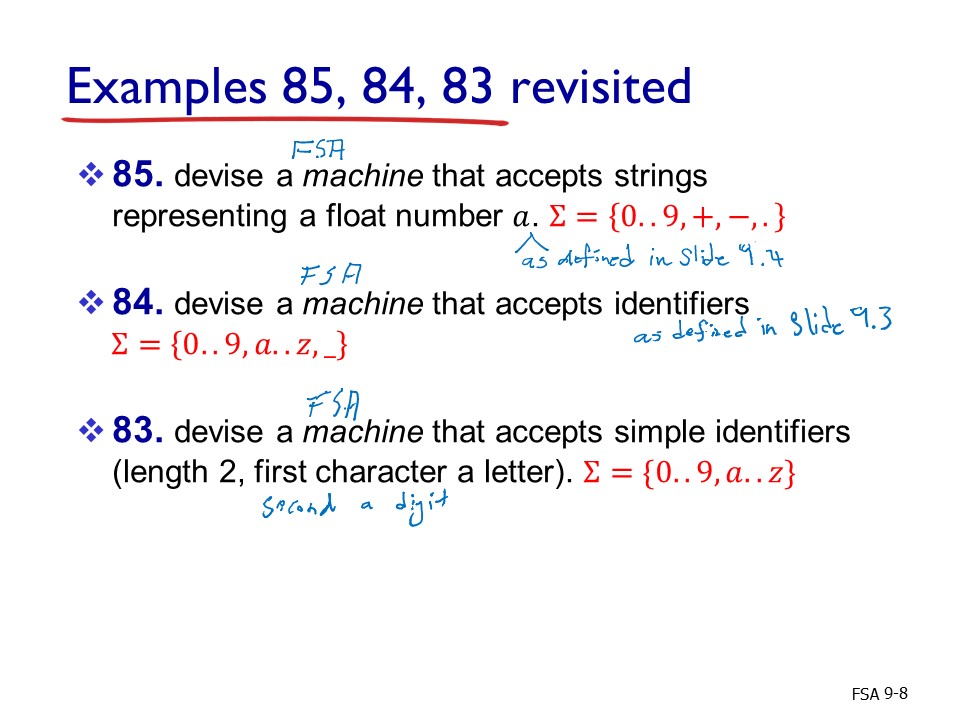 Examples 85, 84, 83 revisited
FSA
❖ 85. devise a machine that accepts strings
representing a float number 𝑎. Σ = {0. . 9, +, −, . }
as defined in Slide 9.4
FSA
❖ 84. devise a machine that accepts identifiers
as defined in Slide 9.3
Σ = {0. . 9, 𝑎. . 𝑧, _}
FSA
❖ 83. devise a machine that accepts simple identifiers
(length 2, first character a letter). Σ = {0. . 9, 𝑎. . 𝑧}
second a digit
FSA 9-8